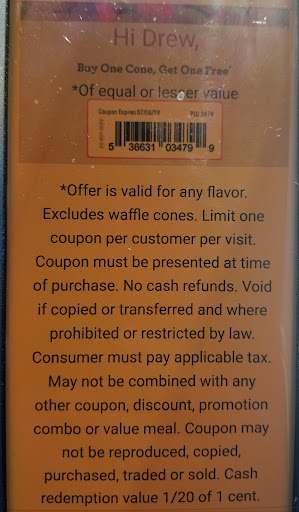 Hi Drew,
Buy One Cone, Get One Free*
*Of equal or lesser value
Coupon Expires 07/06/19 PID 3479
5 36631 03479 9
*Offer is valid for any flavor.
Excludes waffle cones. Limit one
coupon per customer per visit.
Coupon must be presented at time
of purchase. No cash refunds. Void
if copied or transferred and where
prohibited or restricted by law.
Consumer must pay applicable tax.
May not be combined with any
other coupon, discount, promotion
combo or value meal. Coupon may
not be reproduced, copied,
purchased, traded or sold. Cash
redemption value 1/20 of 1 cent.